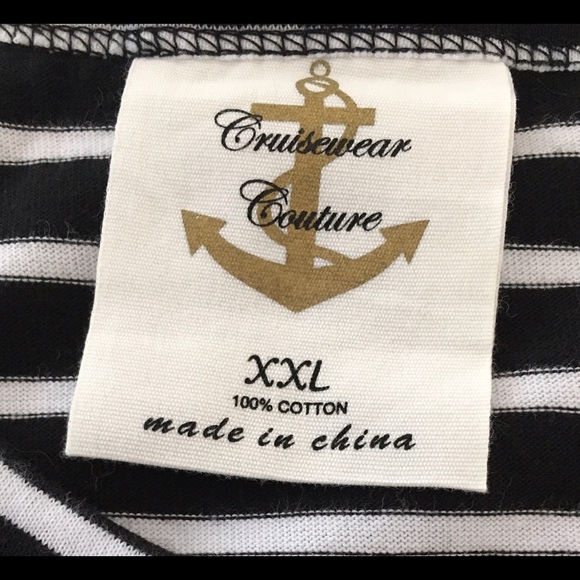 Cruisewear
Couture
XXL
100% COTTON
made in china